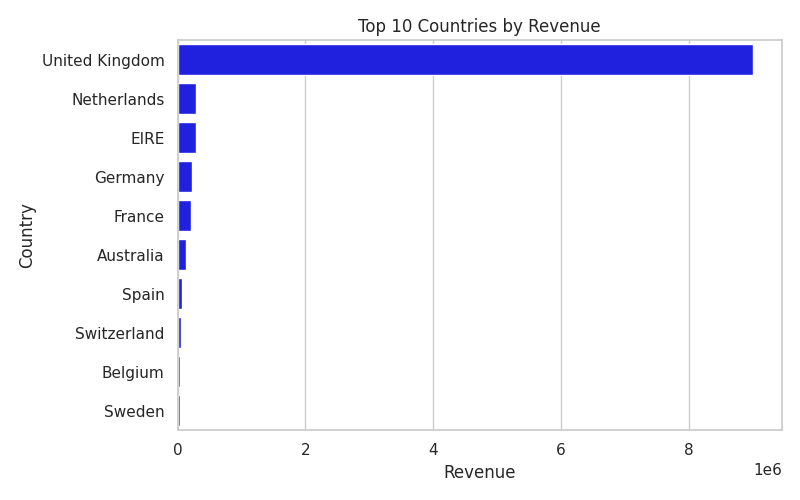 Top 10 Countries by Revenue
United Kingdom
Netherlands
EIRE
Germany
France
Australia
Spain
Switzerland
Belgium
Sweden
Country
0 2 4 6 8
1e6
Revenue